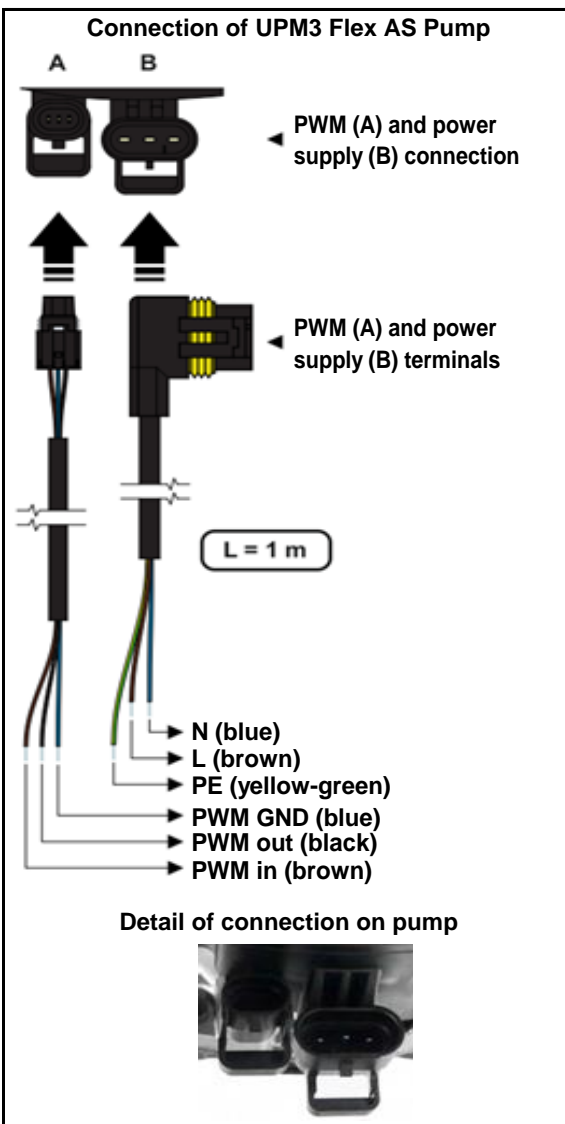 Connection of UPM3 Flex AS Pump
A B
PWM (A) and power
supply (B) connection
PWM (A) and power
supply (B) terminals
L = 1 m
N (blue)
L (brown)
PE (yellow-green)
PWM GND (blue)
PWM out (black)
PWM in (brown)
Detail of connection on pump